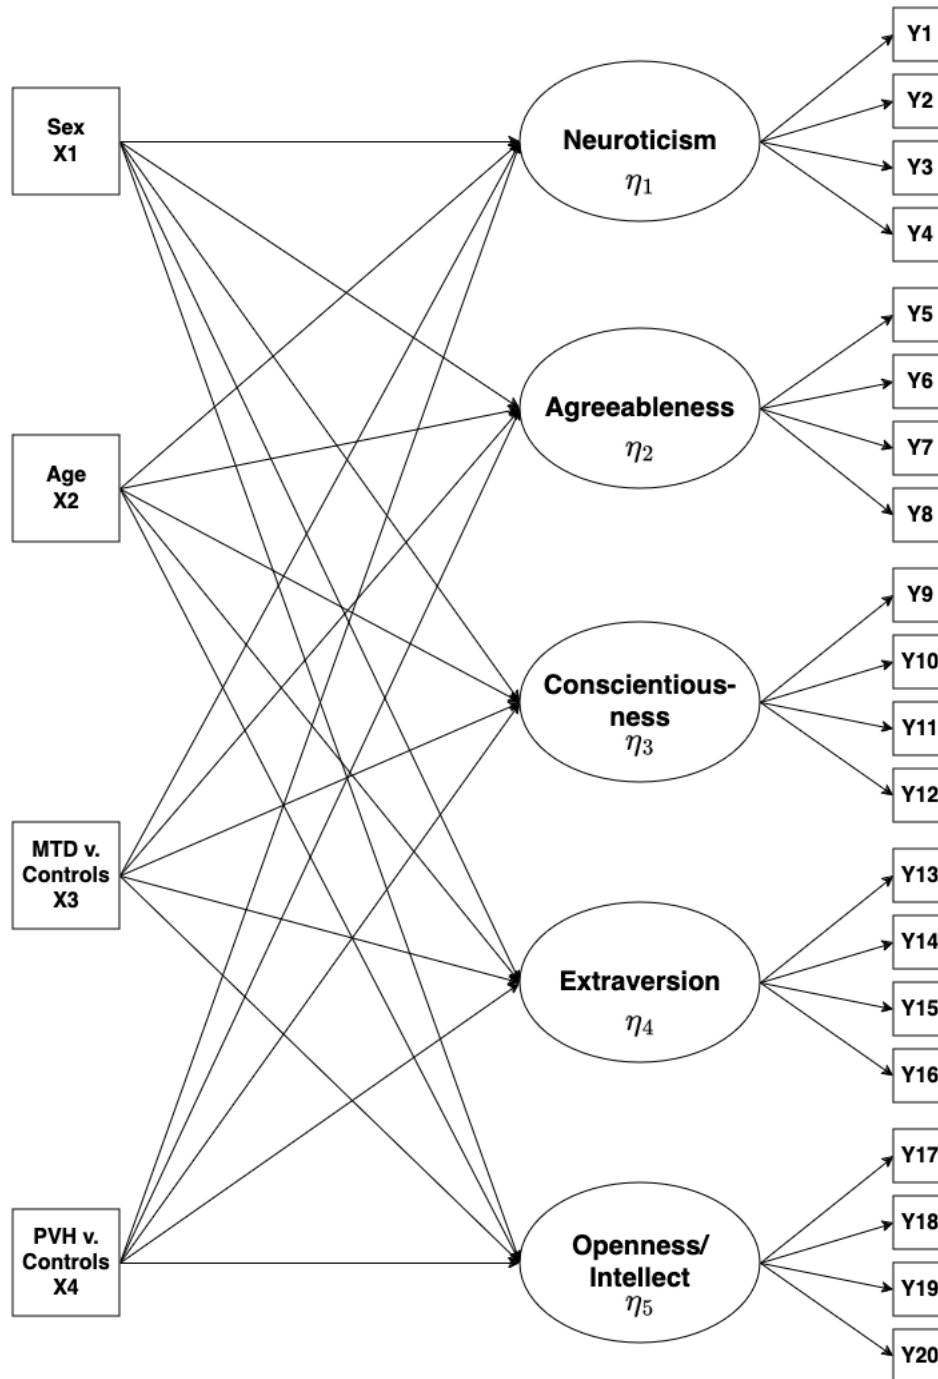 Sex
X1
Age
X2
MTD v.
Controls
X3
PVH v.
Controls
X4
Neuroticism
η1
Agreeableness
η2
Conscientious-
ness
η3
Extraversion
η4
Openness/
Intellect
η5
Y1
Y2
Y3
Y4
Y5
Y6
Y7
Y8
Y9
Y10
Y11
Y12
Y13
Y14
Y15
Y16
Y17
Y18
Y19
Y20